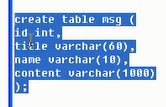 create table msg (
id int,
title varchar(60),
name varchar(10),
content varchar(1000)
);